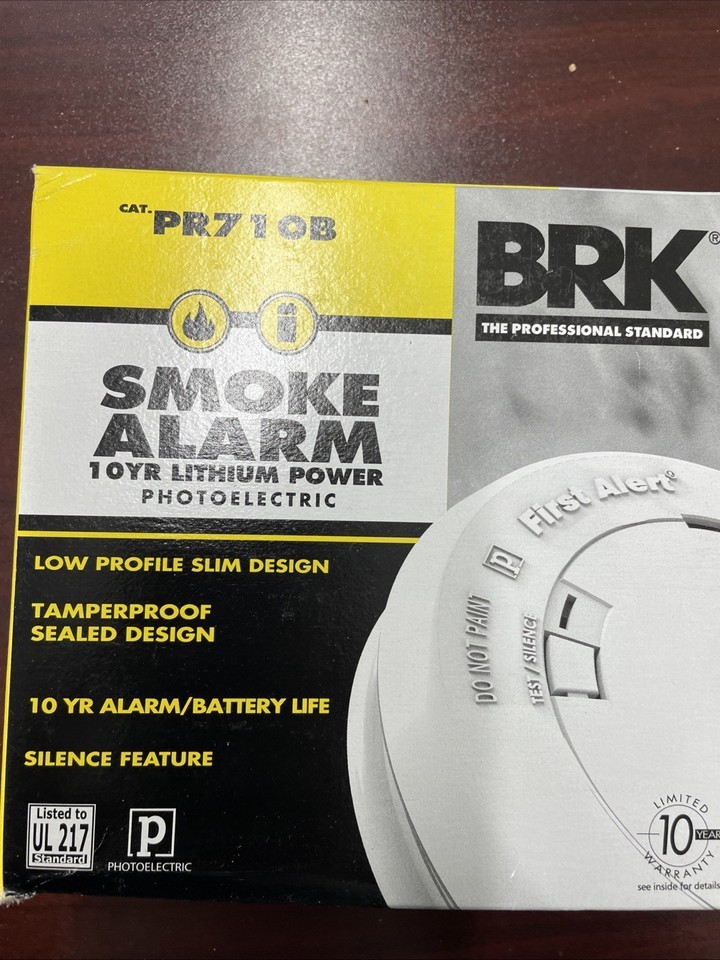 CAT. PR710B
BRK®
THE PROFESSIONAL STANDARD
SMOKE
ALARM
10YR LITHIUM POWER
PHOTOELECTRIC
LOW PROFILE SLIM DESIGN
TAMPERPROOF
SEALED DESIGN
10 YR ALARM/BATTERY LIFE
SILENCE FEATURE
Listed to
UL 217
Standard
P
PHOTOELECTRIC
First Alert®
P
DO NOT PAINT
TEST / SILENCE
LIMITED
10 YEAR
WARRANTY
see inside for details